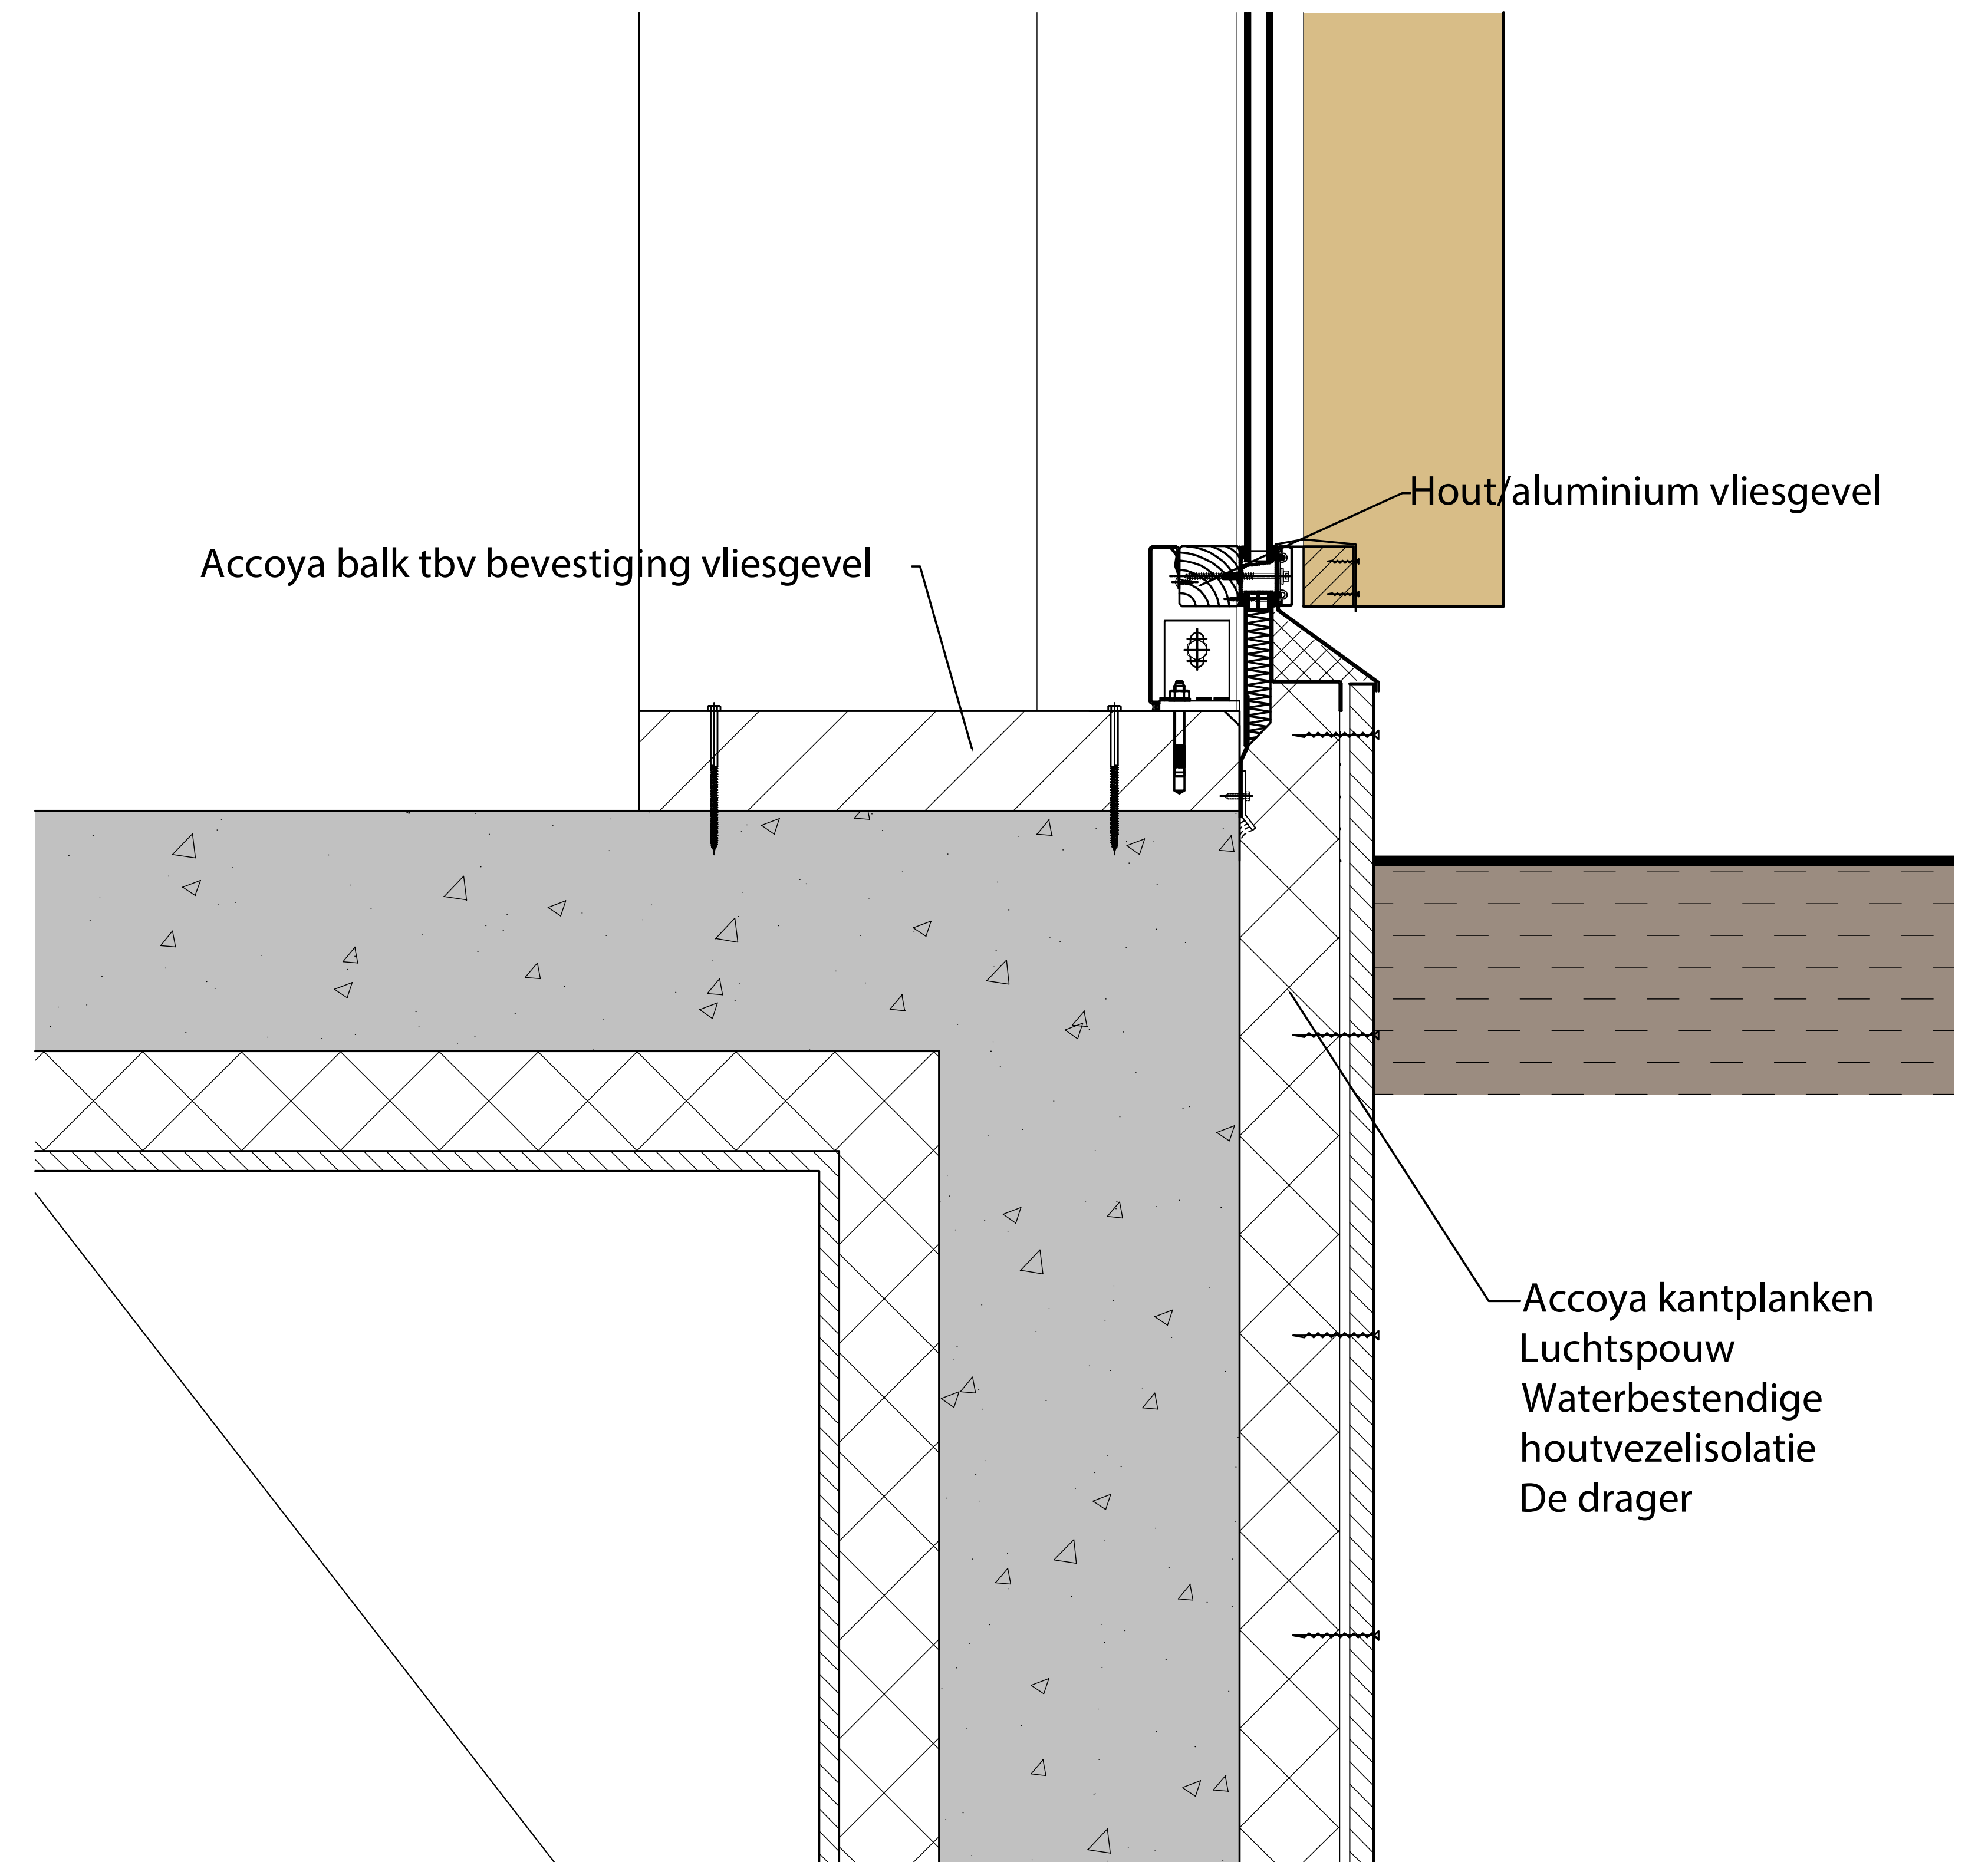 Hout/aluminium vliesgevel
Accoya balk tbv bevestiging vliesgevel
Accoya kantplanken
Luchtspouw
Waterbestendige
houtvezelisolatie
De drager